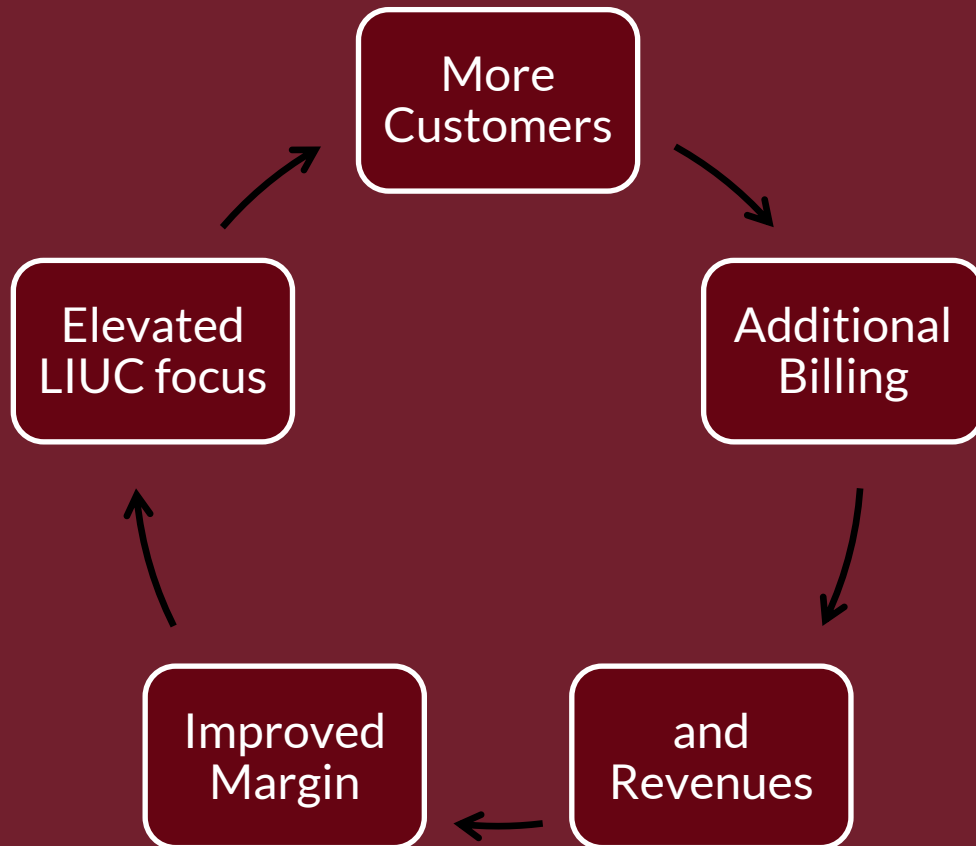 More
Customers
Additional
Billing
and
Revenues
Improved
Margin
Elevated
LIUC focus